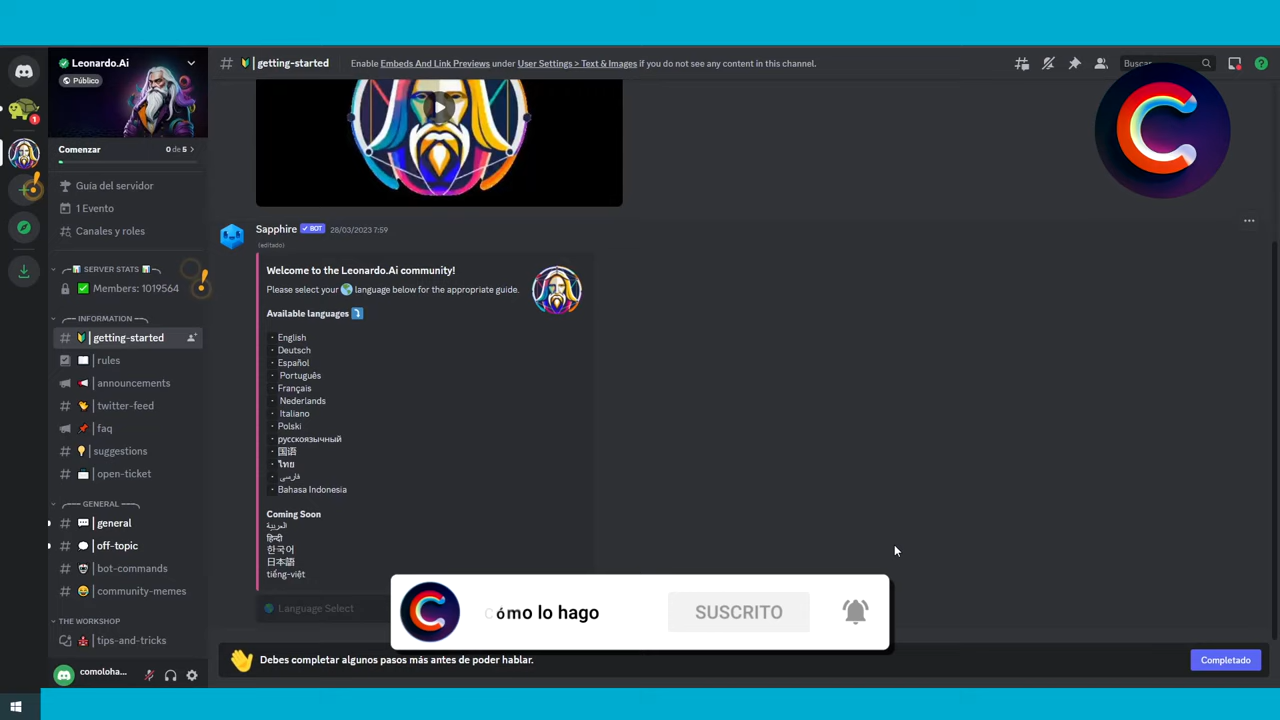 Leonardo.Ai
Público
Comenzar
0 de 5
Guía del servidor
1 Evento
Canales y roles
SERVER STATS
Members: 1019564
INFORMATION
getting-started
rules
announcements
twitter-feed
faq
suggestions
open-ticket
GENERAL
general
off-topic
bot-commands
community-memes
THE WORKSHOP
tips-and-tricks
comoloha...
getting-started
Enable Embeds And Link Previews under User Settings > Text & Images if you do not see any content in this channel.
Buscar
Sapphire BOT 28/03/2023 7:59
(editado)
Welcome to the Leonardo.Ai community!
Please select your language below for the appropriate guide.
Available languages
· English
· Deutsch
· Español
· Português
· Français
· Nederlands
· Italiano
· Polski
· русскоязычный
· 国语
· ไทย
· فارسی
· Bahasa Indonesia
Coming Soon
العربية
हिन्दी
한국어
日本語
tiếng-việt
Language Select
Cómo lo hago
SUSCRITO
Debes completar algunos pasos más antes de poder hablar.
Completado
1
C
C